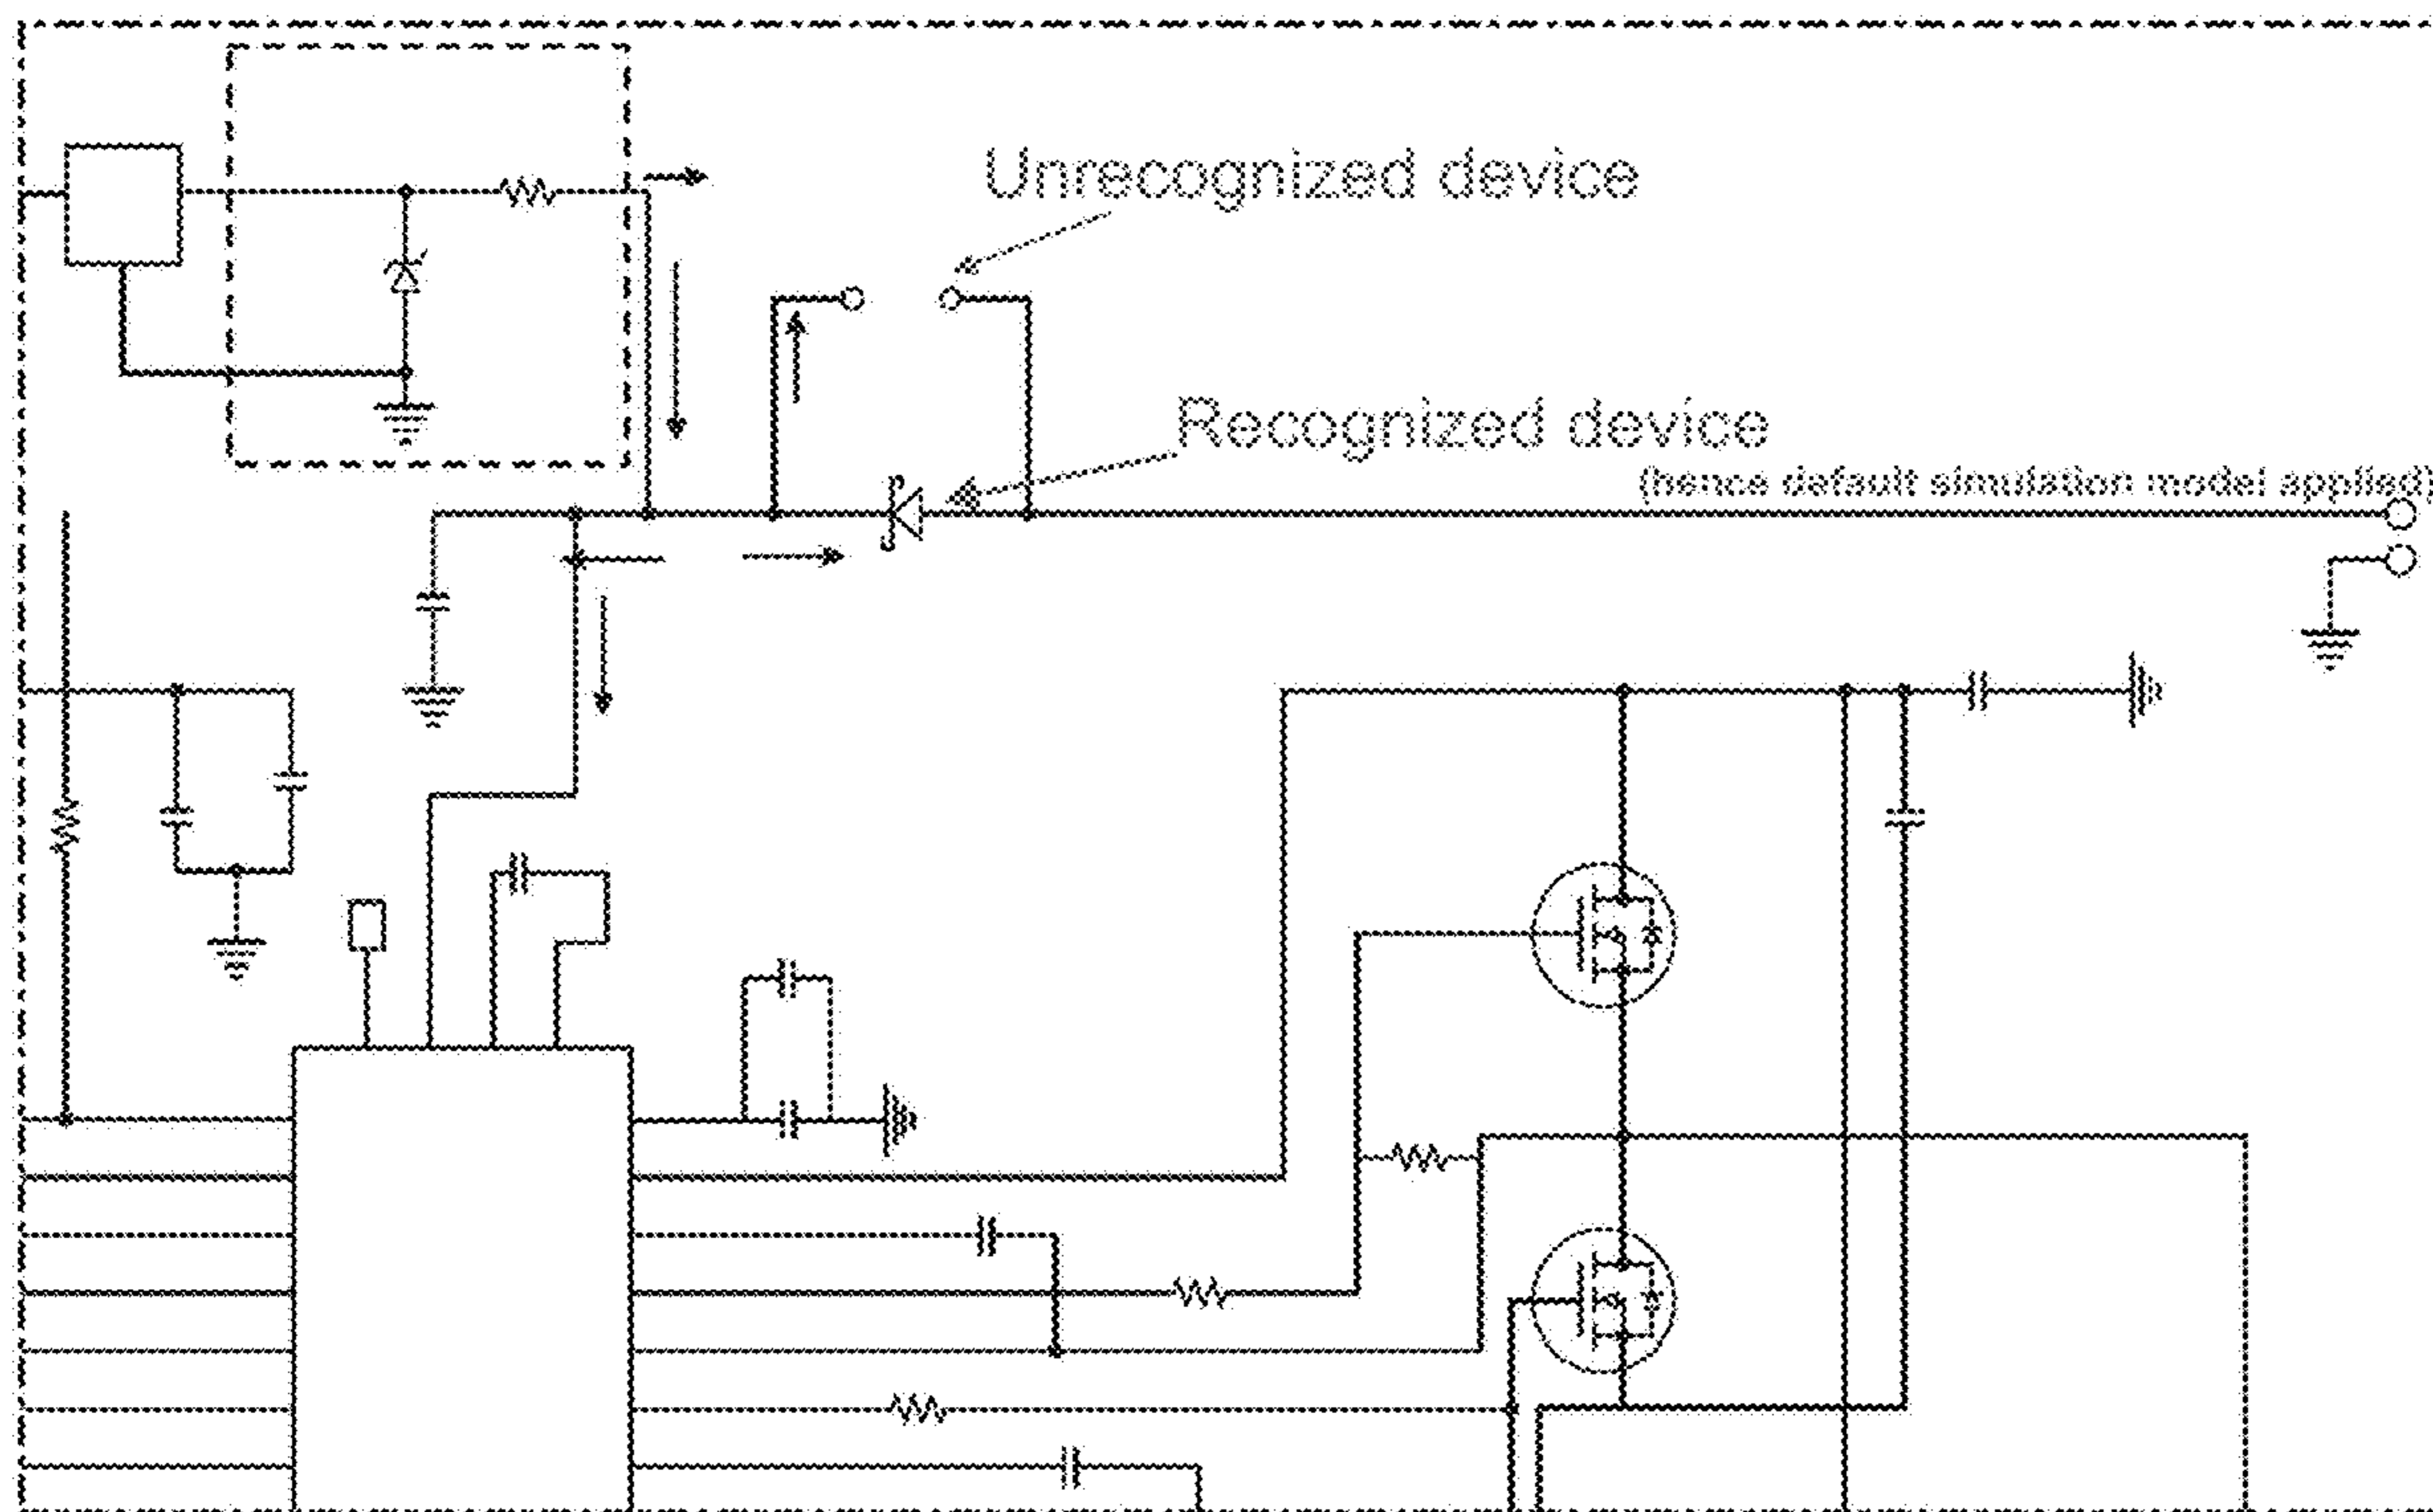 Unrecognized device
Recognized device
(hence default simulation model applied)